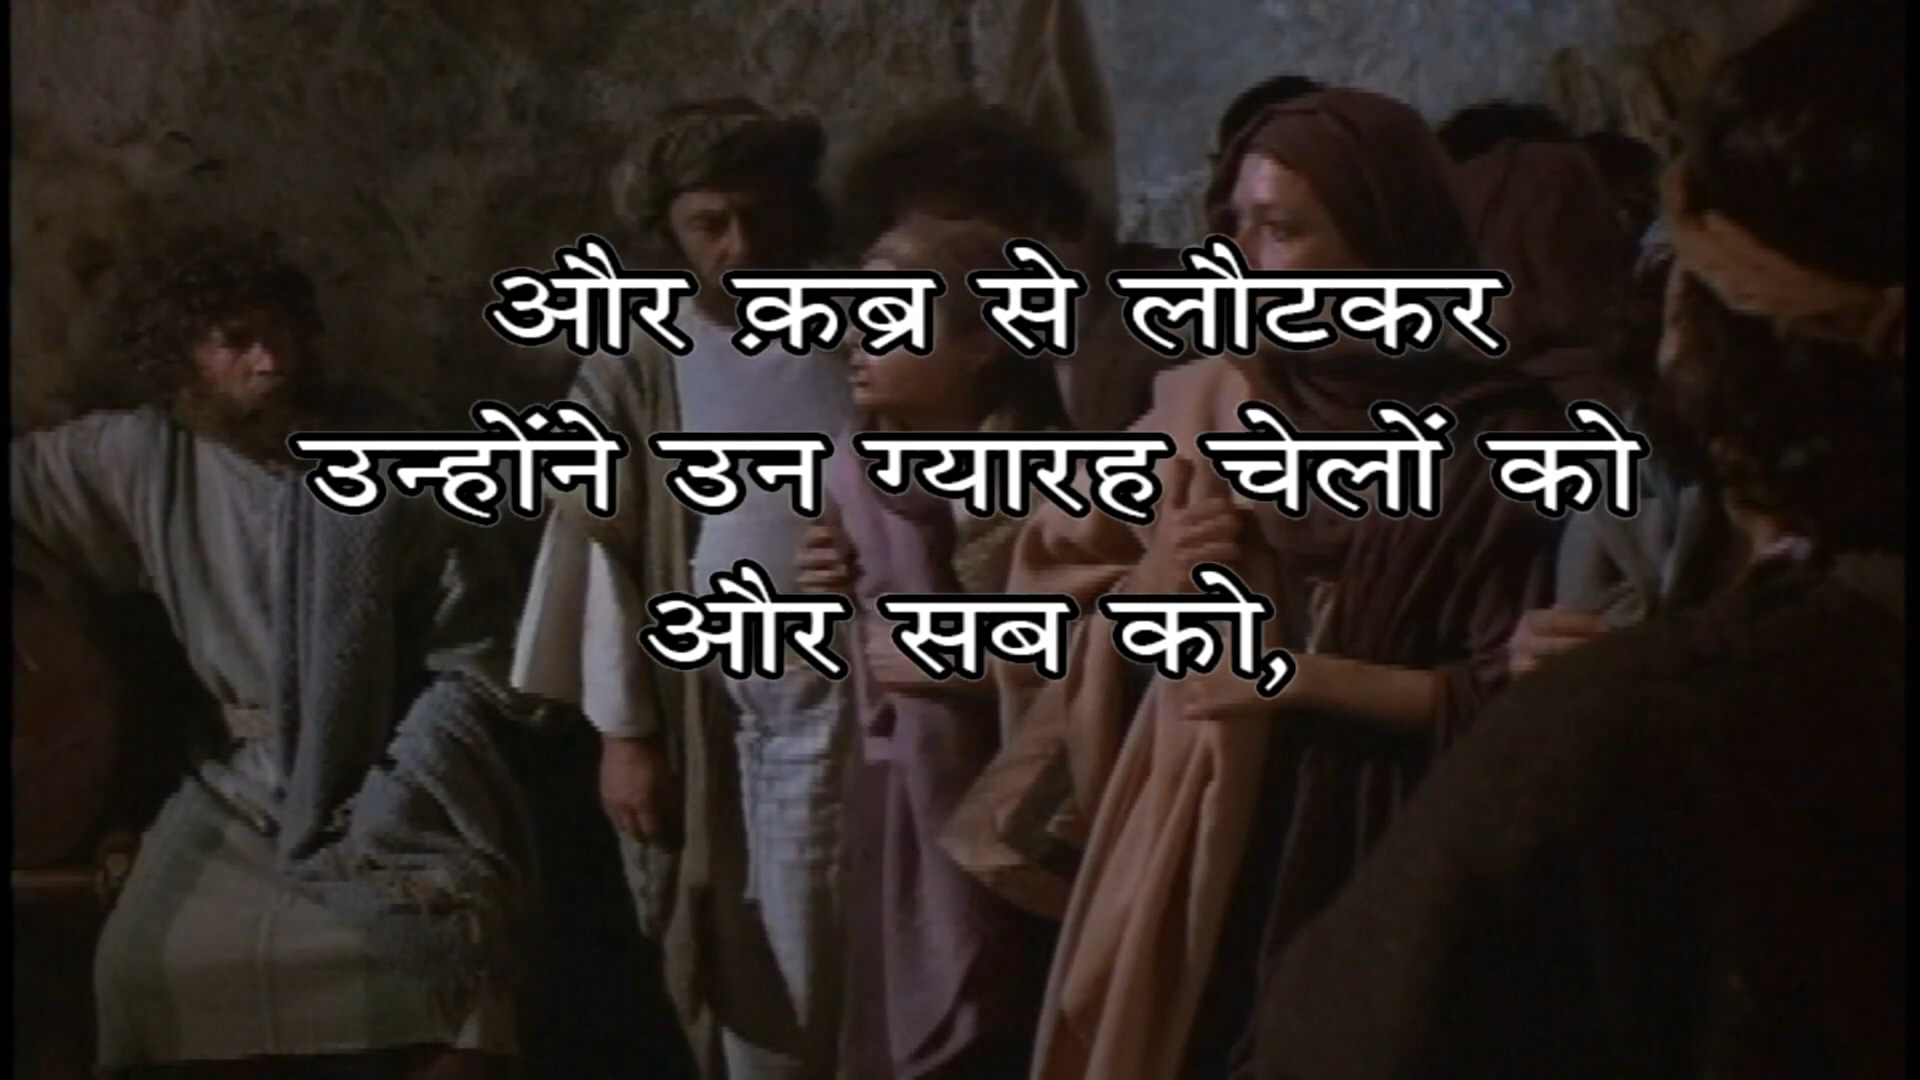 और क़ब्र से लौटकर
उन्होंने उन ग्यारह चेलों को
और सब को,